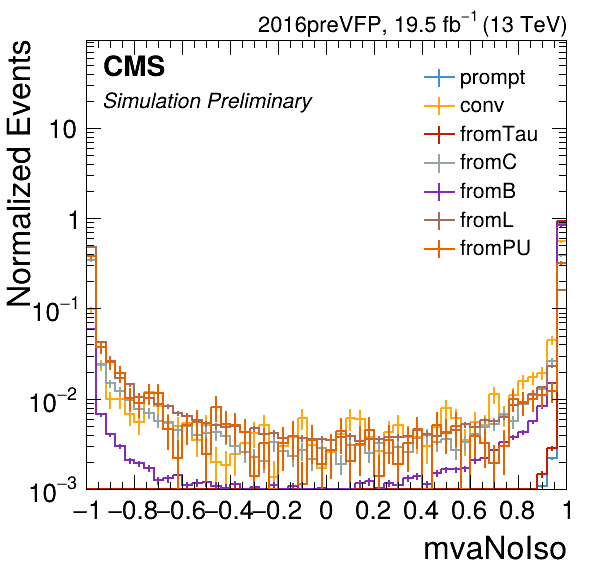 2016preVFP, 19.5 fb⁻¹ (13 TeV)
CMS
Simulation Preliminary
Normalized Events
prompt
conv
fromTau
fromC
fromB
fromL
fromPU
10
1
10⁻¹
10⁻²
10⁻³
−1 −0.8 −0.6 −0.4 −0.2 0 0.2 0.4 0.6 0.8 1
mvaNoIso